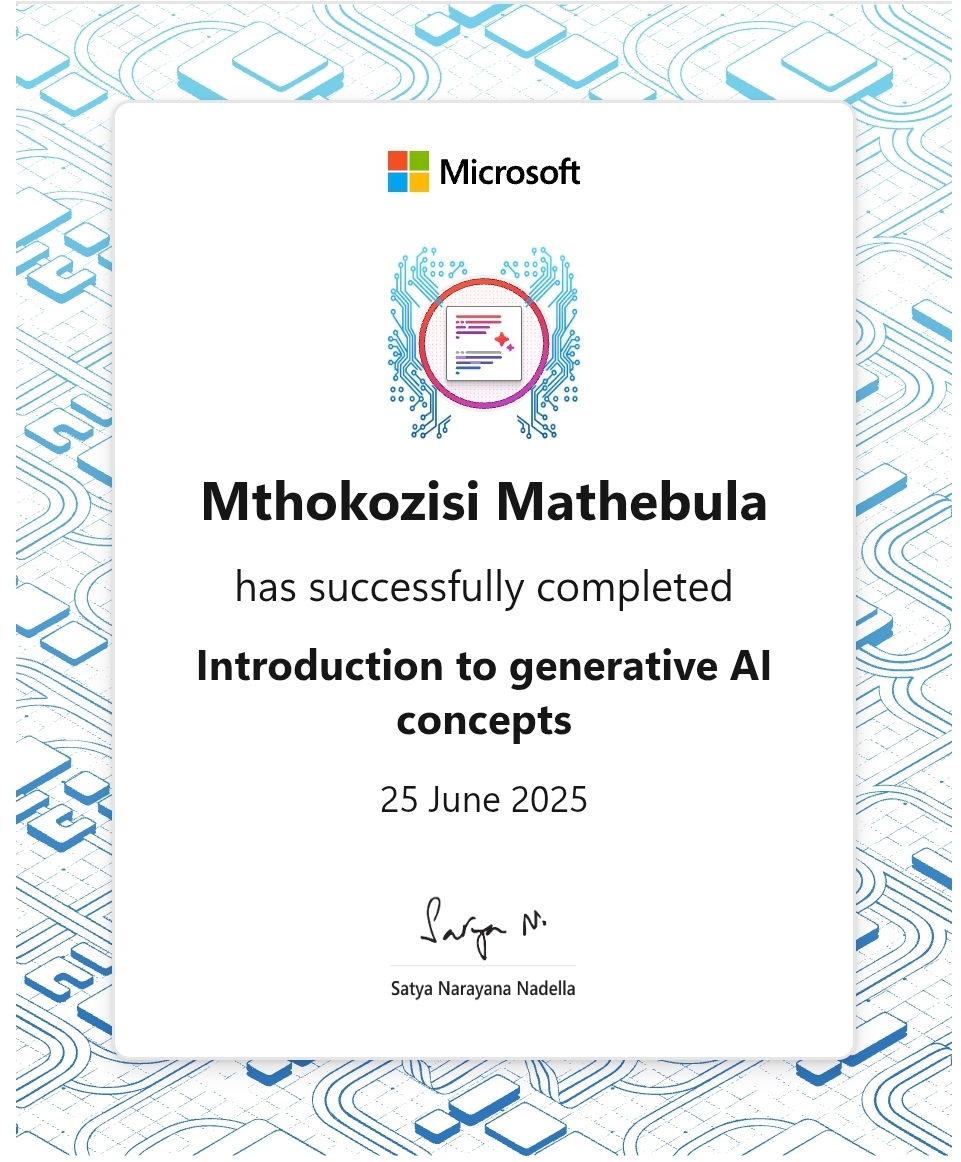 Microsoft
Mthokozisi Mathebula
has successfully completed
Introduction to generative AI
concepts
25 June 2025
Satya N.
Satya Narayana Nadella